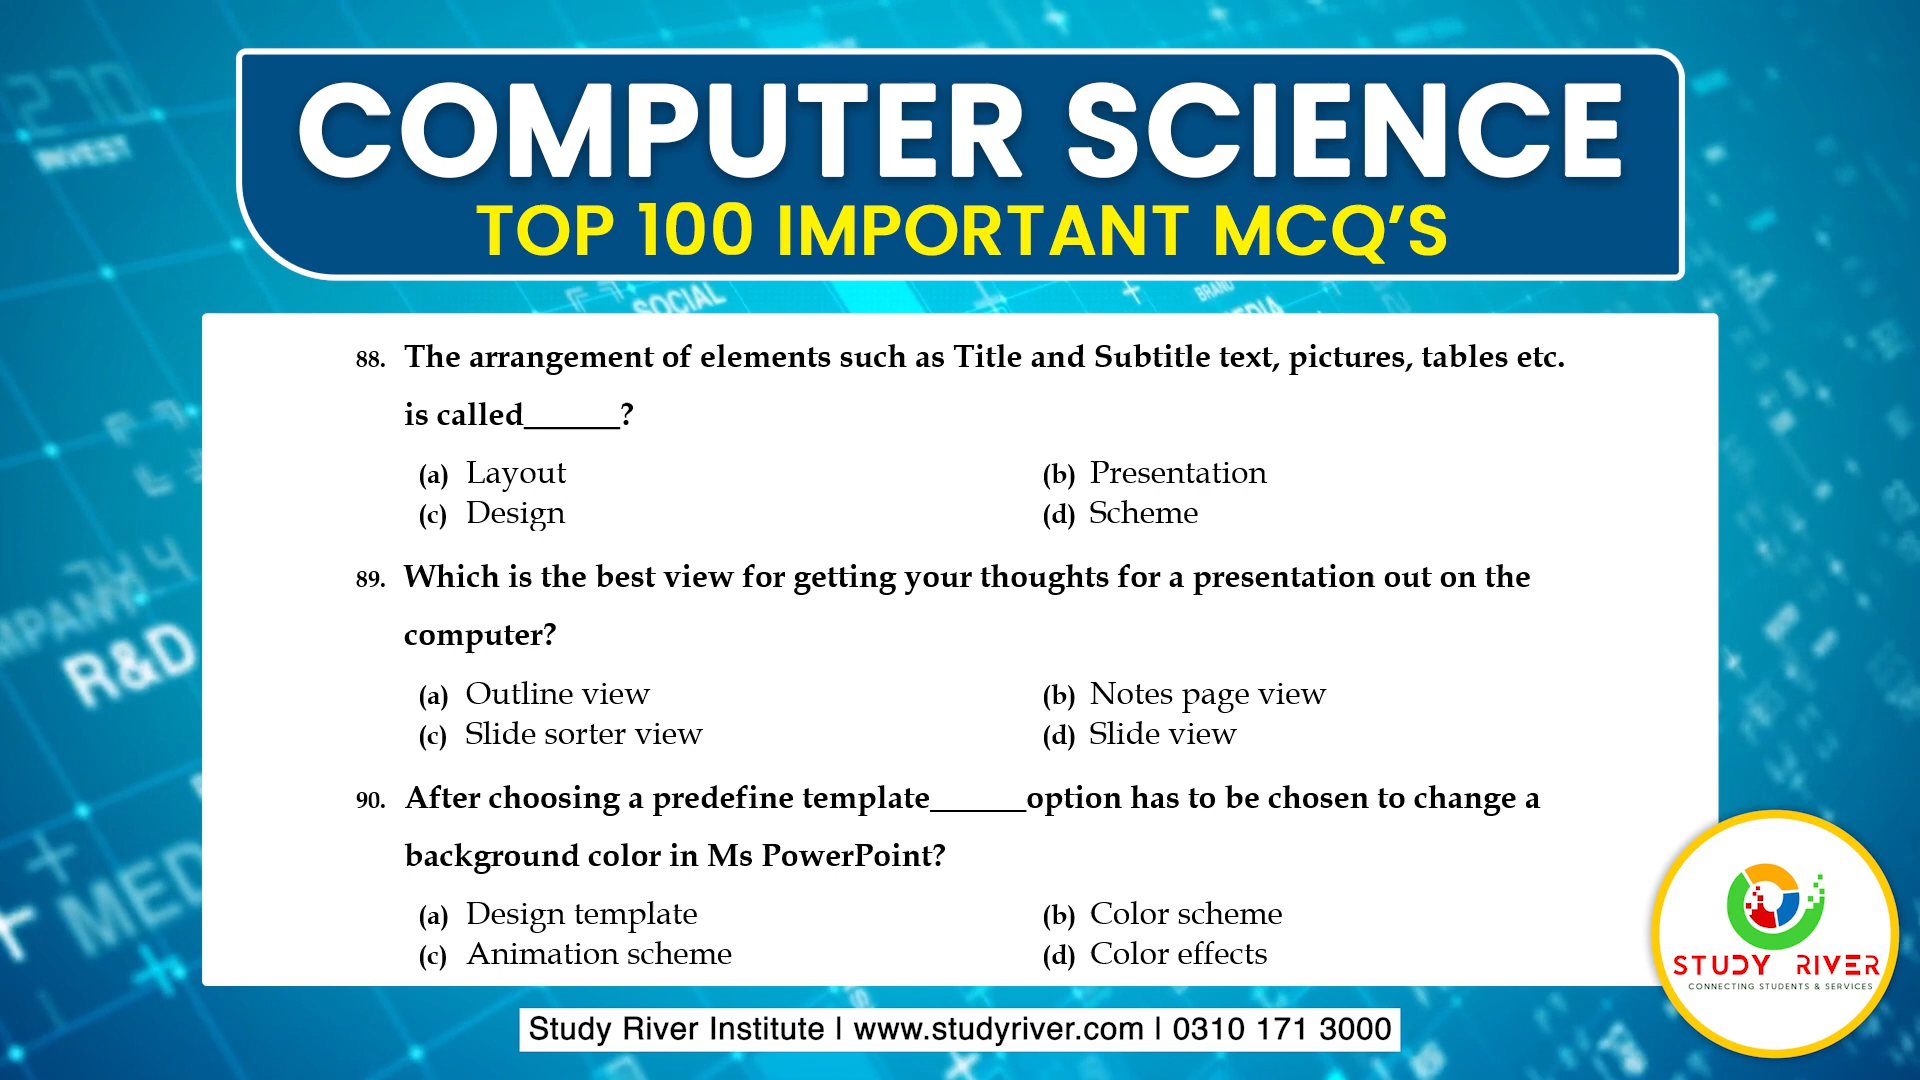 270
INVEST
COMPUTER SCIENCE
TOP 100 IMPORTANT MCQ’S
SOCIAL
BRAND
88. The arrangement of elements such as Title and Subtitle text, pictures, tables etc.
is called______?
(a) Layout (b) Presentation
(c) Design (d) Scheme
89. Which is the best view for getting your thoughts for a presentation out on the
computer?
(a) Outline view (b) Notes page view
(c) Slide sorter view (d) Slide view
R&D
90. After choosing a predefine template______option has to be chosen to change a
background color in Ms PowerPoint?
(a) Design template (b) Color scheme
(c) Animation scheme (d) Color effects
STUDY RIVER
CONNECTING STUDENTS & SERVICES
Study River Institute | www.studyriver.com | 0310 171 3000